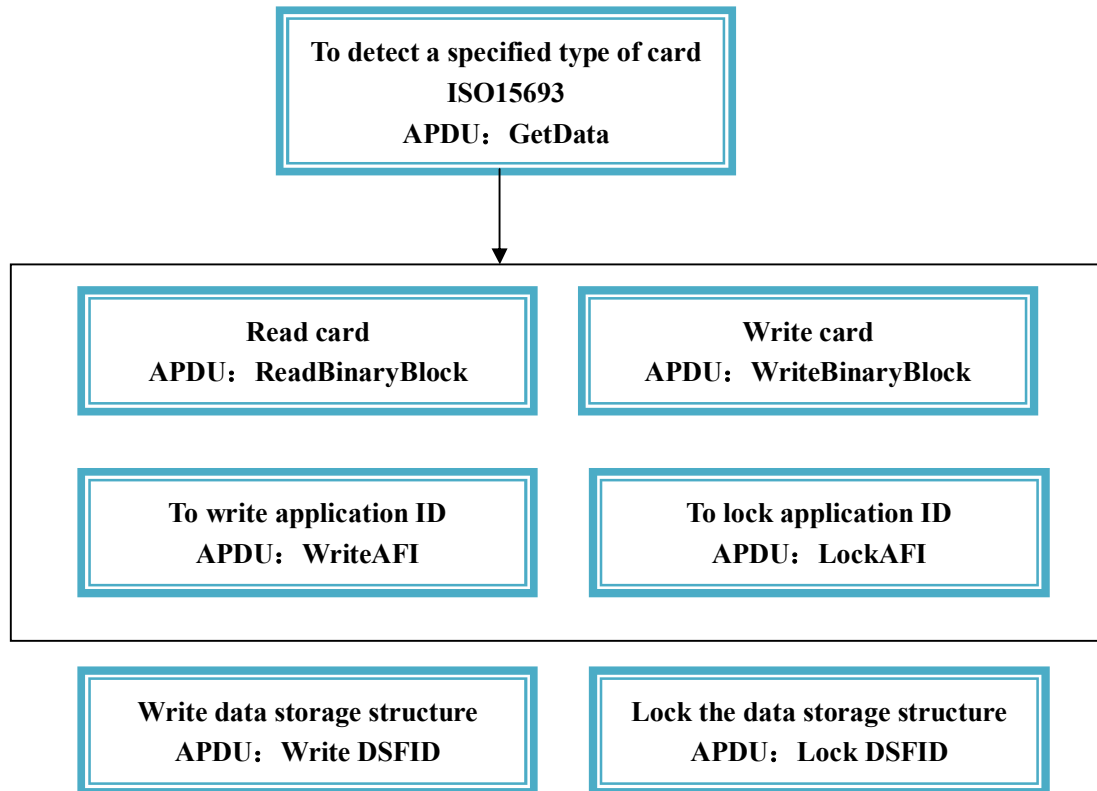 To detect a specified type of card
ISO15693
APDU：GetData
Read card
APDU：ReadBinaryBlock
Write card
APDU：WriteBinaryBlock
To write application ID
APDU：WriteAFI
To lock application ID
APDU：LockAFI
Write data storage structure
APDU：Write DSFID
Lock the data storage structure
APDU：Lock DSFID